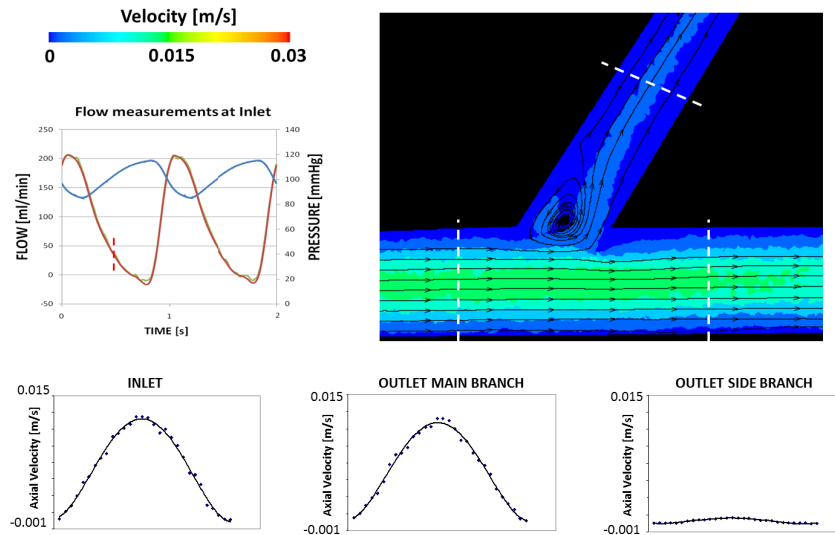 Velocity [m/s]
0 0.015 0.03
Flow measurements at Inlet
FLOW [ml/min]
250
200
150
100
50
0
-50
PRESSURE [mmHg]
140
120
100
80
60
40
20
0
0 1 2
TIME [s]
INLET
Axial Velocity [m/s]
0.015
-0.001
OUTLET MAIN BRANCH
Axial Velocity [m/s]
0.015
-0.001
OUTLET SIDE BRANCH
Axial Velocity [m/s]
0.015
-0.001